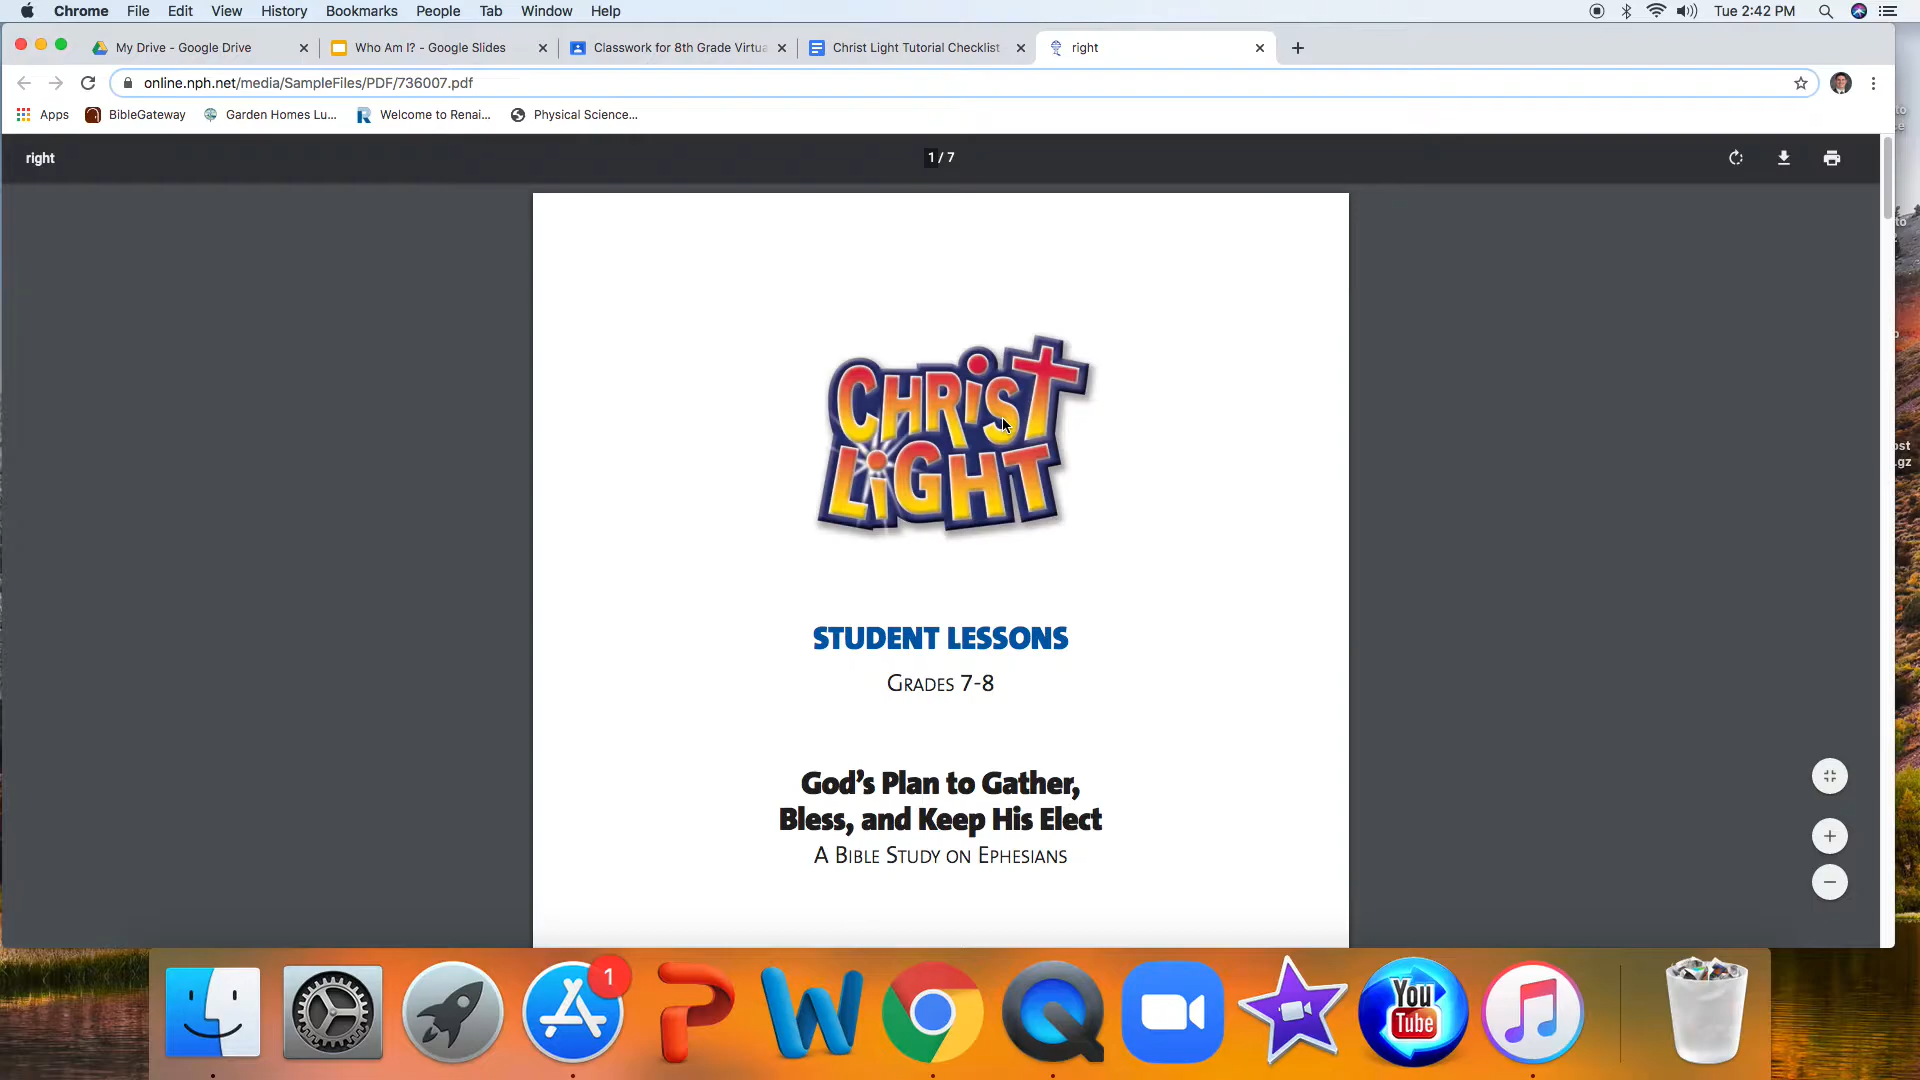 Chrome File Edit View History Bookmarks People Tab Window Help Tue 2:42 PM
My Drive - Google Drive Who Am I? - Google Slides Classwork for 8th Grade Virtua Christ Light Tutorial Checklist right
online.nph.net/media/SampleFiles/PDF/736007.pdf
Apps BibleGateway Garden Homes Lu... Welcome to Renai... Physical Science...
right 1 / 7
CHRIST
LIGHT
STUDENT LESSONS
GRADES 7-8
God's Plan to Gather,
Bless, and Keep His Elect
A BIBLE STUDY ON EPHESIANS
1
You
Tube